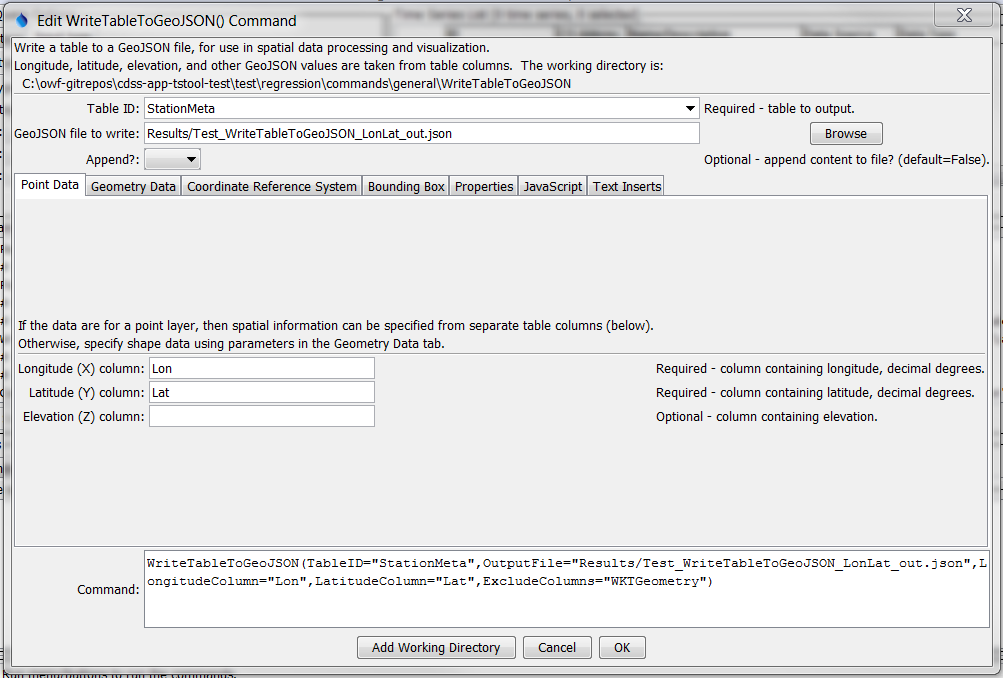 Edit WriteTableToGeoJSON() Command
Write a table to a GeoJSON file, for use in spatial data processing and visualization.
Longitude, latitude, elevation, and other GeoJSON values are taken from table columns. The working directory is:
C:\owf-gitrepos\cdss-app-tstool-test\test\regression\commands\general\WriteTableToGeoJSON
Table ID: StationMeta Required - table to output.
GeoJSON file to write: Results/Test_WriteTableToGeoJSON_LonLat_out.json Browse
Append?: Optional - append content to file? (default=False).
Point Data Geometry Data Coordinate Reference System Bounding Box Properties JavaScript Text Inserts
If the data are for a point layer, then spatial information can be specified from separate table columns (below).
Otherwise, specify shape data using parameters in the Geometry Data tab.
Longitude (X) column: Lon Required - column containing longitude, decimal degrees.
Latitude (Y) column: Lat Required - column containing latitude, decimal degrees.
Elevation (Z) column: Optional - column containing elevation.
Command: WriteTableToGeoJSON(TableID="StationMeta",OutputFile="Results/Test_WriteTableToGeoJSON_LonLat_out.json",L
ongitudeColumn="Lon",LatitudeColumn="Lat",ExcludeColumns="WKTGeometry")
Add Working Directory Cancel OK